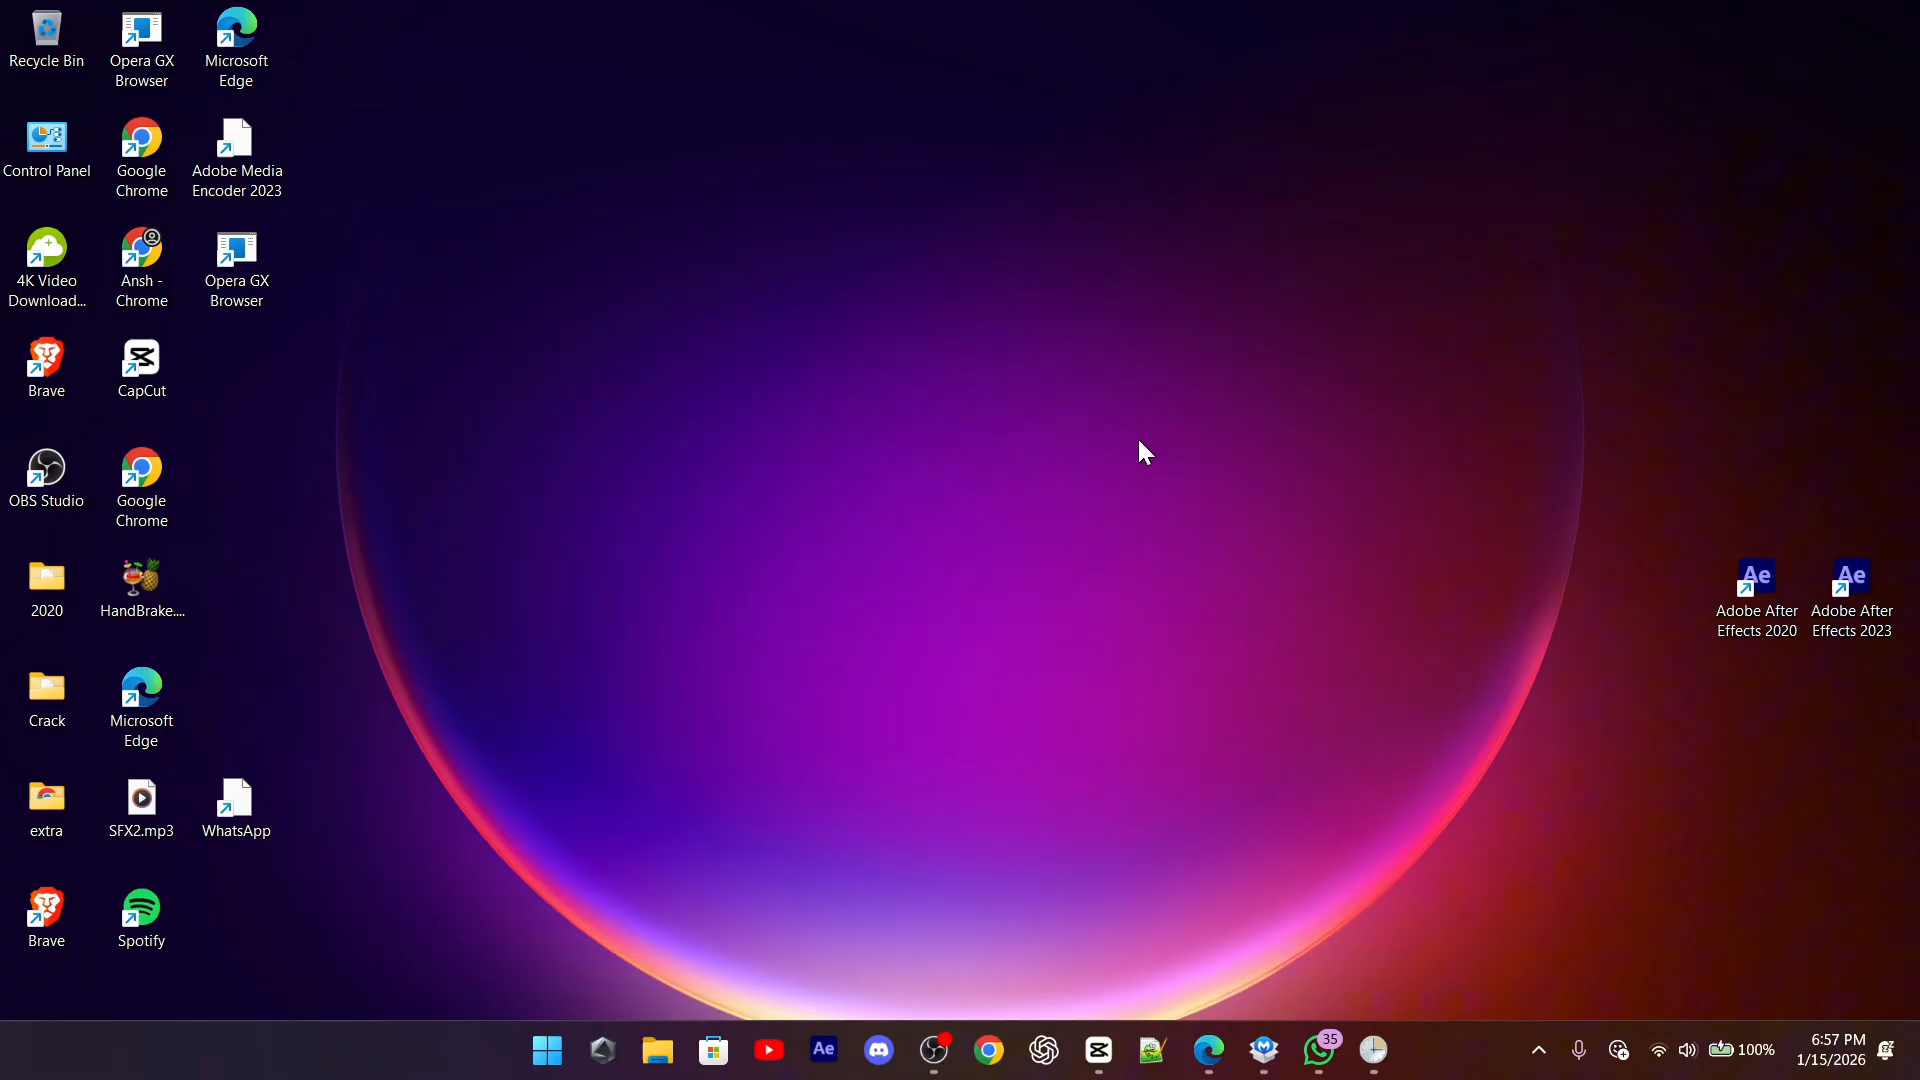 Recycle Bin
Opera GX
Browser
Microsoft
Edge
Control Panel
Google
Chrome
Adobe Media
Encoder 2023
4K Video
Download...
Ansh -
Chrome
Opera GX
Browser
Brave
CapCut
OBS Studio
Google
Chrome
2020
HandBrake....
Ae
Adobe After
Effects 2020
Ae
Adobe After
Effects 2023
Crack
Microsoft
Edge
extra
SFX2.mp3
WhatsApp
Brave
Spotify
Ae
35
100%
6:57 PM
1/15/2026